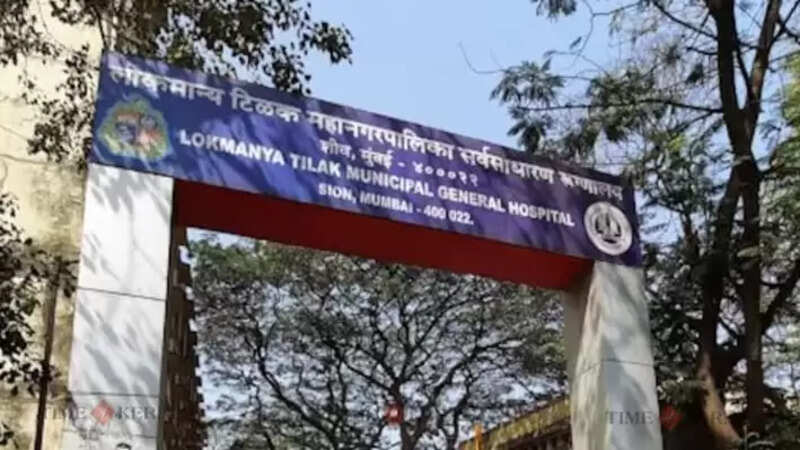 लोकमान्य टिळक महानगरपालिका सर्वसाधारण रूग्णालय
शीव, मुंबई - ४०००२२
LOKMANYA TILAK MUNICIPAL GENERAL HOSPITAL
SION, MUMBAI - 400 022.